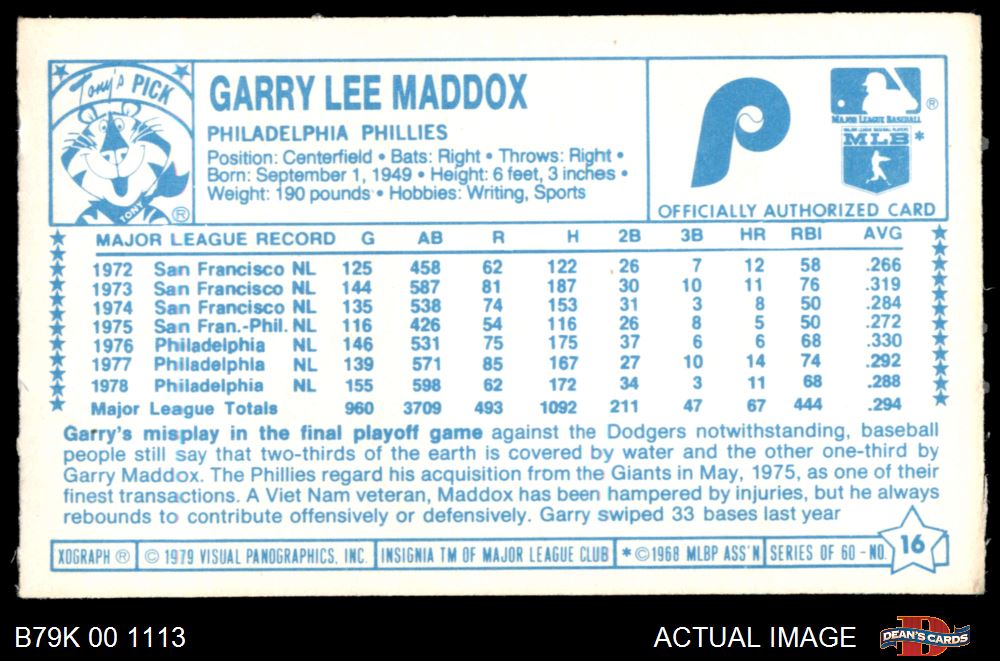 Tony's PICK
TONY ®
GARRY LEE MADDOX
PHILADELPHIA PHILLIES
Position: Centerfield • Bats: Right • Throws: Right •
Born: September 1, 1949 • Height: 6 feet, 3 inches •
Weight: 190 pounds • Hobbies: Writing, Sports
P
®
MAJOR LEAGUE BASEBALL
MAJOR LEAGUE BASEBALL PLAYERS
MLB *
OFFICIALLY AUTHORIZED CARD
MAJOR LEAGUE RECORD G AB R H 2B 3B HR RBI AVG
1972 San Francisco NL 125 458 62 122 26 7 12 58 .266
1973 San Francisco NL 144 587 81 187 30 10 11 76 .319
1974 San Francisco NL 135 538 74 153 31 3 8 50 .284
1975 San Fran.-Phil. NL 116 426 54 116 26 8 5 50 .272
1976 Philadelphia NL 146 531 75 175 37 6 6 68 .330
1977 Philadelphia NL 139 571 85 167 27 10 14 74 .292
1978 Philadelphia NL 155 598 62 172 34 3 11 68 .288
Major League Totals 960 3709 493 1092 211 47 67 444 .294
Garry's misplay in the final playoff game against the Dodgers notwithstanding, baseball
people still say that two-thirds of the earth is covered by water and the other one-third by
Garry Maddox. The Phillies regard his acquisition from the Giants in May, 1975, as one of their
finest transactions. A Viet Nam veteran, Maddox has been hampered by injuries, but he always
rebounds to contribute offensively or defensively. Garry swiped 33 bases last year
XOGRAPH ® © 1979 VISUAL PANOGRAPHICS, INC. INSIGNIA TM OF MAJOR LEAGUE CLUB * © 1968 MLBP ASS'N SERIES OF 60 - NO. 16
B79K 00 1113 ACTUAL IMAGE DEAN'S CARDS